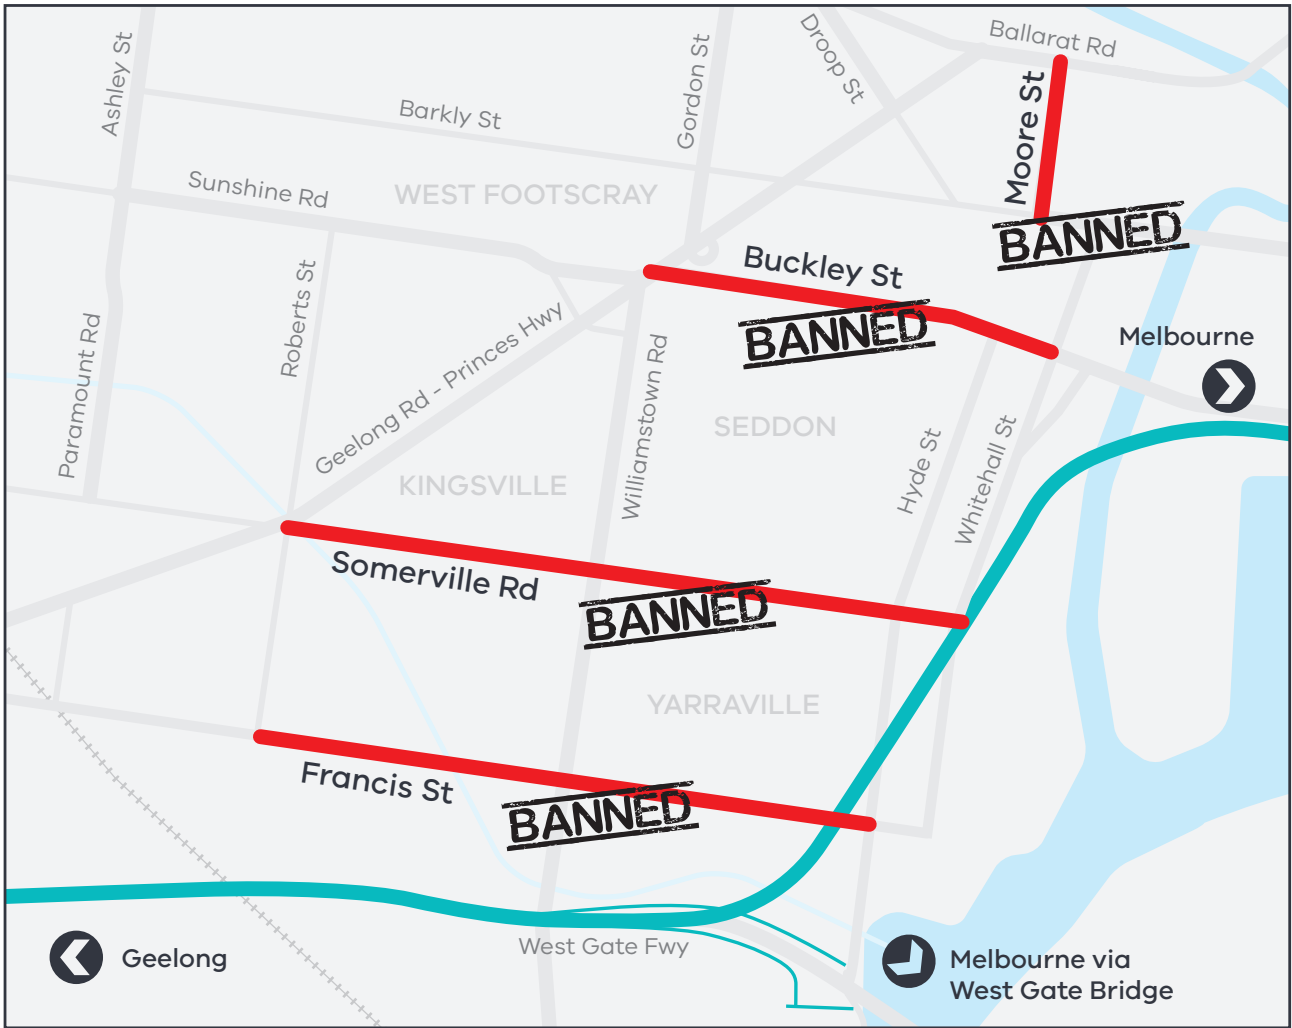 Ballarat Rd
Droop St
Gordon St
Ashley St
Moore St
Barkly St
Sunshine Rd
WEST FOOTSCRAY
BANNED
Buckley St
BANNED
Roberts St
Geelong Rd - Princes Hwy
Williamstown Rd
Paramount Rd
Melbourne
SEDDON
Hyde St
Whitehall St
KINGSVILLE
Somerville Rd
BANNED
YARRAVILLE
Francis St
BANNED
West Gate Fwy
Geelong
Melbourne via
West Gate Bridge